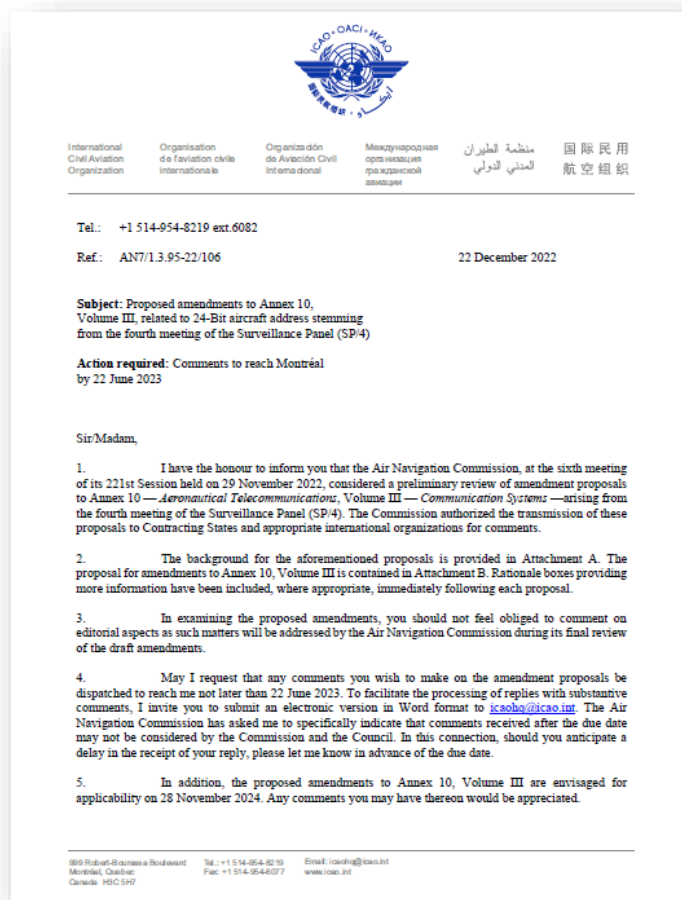 ICAO · OACI · ИКАО
国际民航组织 · إيكاو
International
Civil Aviation
Organization
Organisation
de l'aviation civile
internationale
Organización
de Aviación Civil
Internacional
Международная
организация
гражданской
авиации
منظمة الطيران
المدني الدولي
国际民用
航空组织
Tel.: +1 514-954-8219 ext.6082
Ref.: AN7/1.3.95-22/106 22 December 2022
Subject: Proposed amendments to Annex 10,
Volume III, related to 24-Bit aircraft address stemming
from the fourth meeting of the Surveillance Panel (SP/4)
Action required: Comments to reach Montréal
by 22 June 2023
Sir/Madam,
1. I have the honour to inform you that the Air Navigation Commission, at the sixth meeting
of its 221st Session held on 29 November 2022, considered a preliminary review of amendment proposals
to Annex 10 — Aeronautical Telecommunications, Volume III — Communication Systems —arising from
the fourth meeting of the Surveillance Panel (SP/4). The Commission authorized the transmission of these
proposals to Contracting States and appropriate international organizations for comments.
2. The background for the aforementioned proposals is provided in Attachment A. The
proposal for amendments to Annex 10, Volume III is contained in Attachment B. Rationale boxes providing
more information have been included, where appropriate, immediately following each proposal.
3. In examining the proposed amendments, you should not feel obliged to comment on
editorial aspects as such matters will be addressed by the Air Navigation Commission during its final review
of the draft amendments.
4. May I request that any comments you wish to make on the amendment proposals be
dispatched to reach me not later than 22 June 2023. To facilitate the processing of replies with substantive
comments, I invite you to submit an electronic version in Word format to icaohq@icao.int. The Air
Navigation Commission has asked me to specifically indicate that comments received after the due date
may not be considered by the Commission and the Council. In this connection, should you anticipate a
delay in the receipt of your reply, please let me know in advance of the due date.
5. In addition, the proposed amendments to Annex 10, Volume III are envisaged for
applicability on 28 November 2024. Any comments you may have thereon would be appreciated.
999 Robert-Bourassa Boulevard
Montréal, Quebec
Canada H3C 5H7
Tel.: +1 514-954-8219
Fax: +1 514-954-6077
Email: icaohq@icao.int
www.icao.int